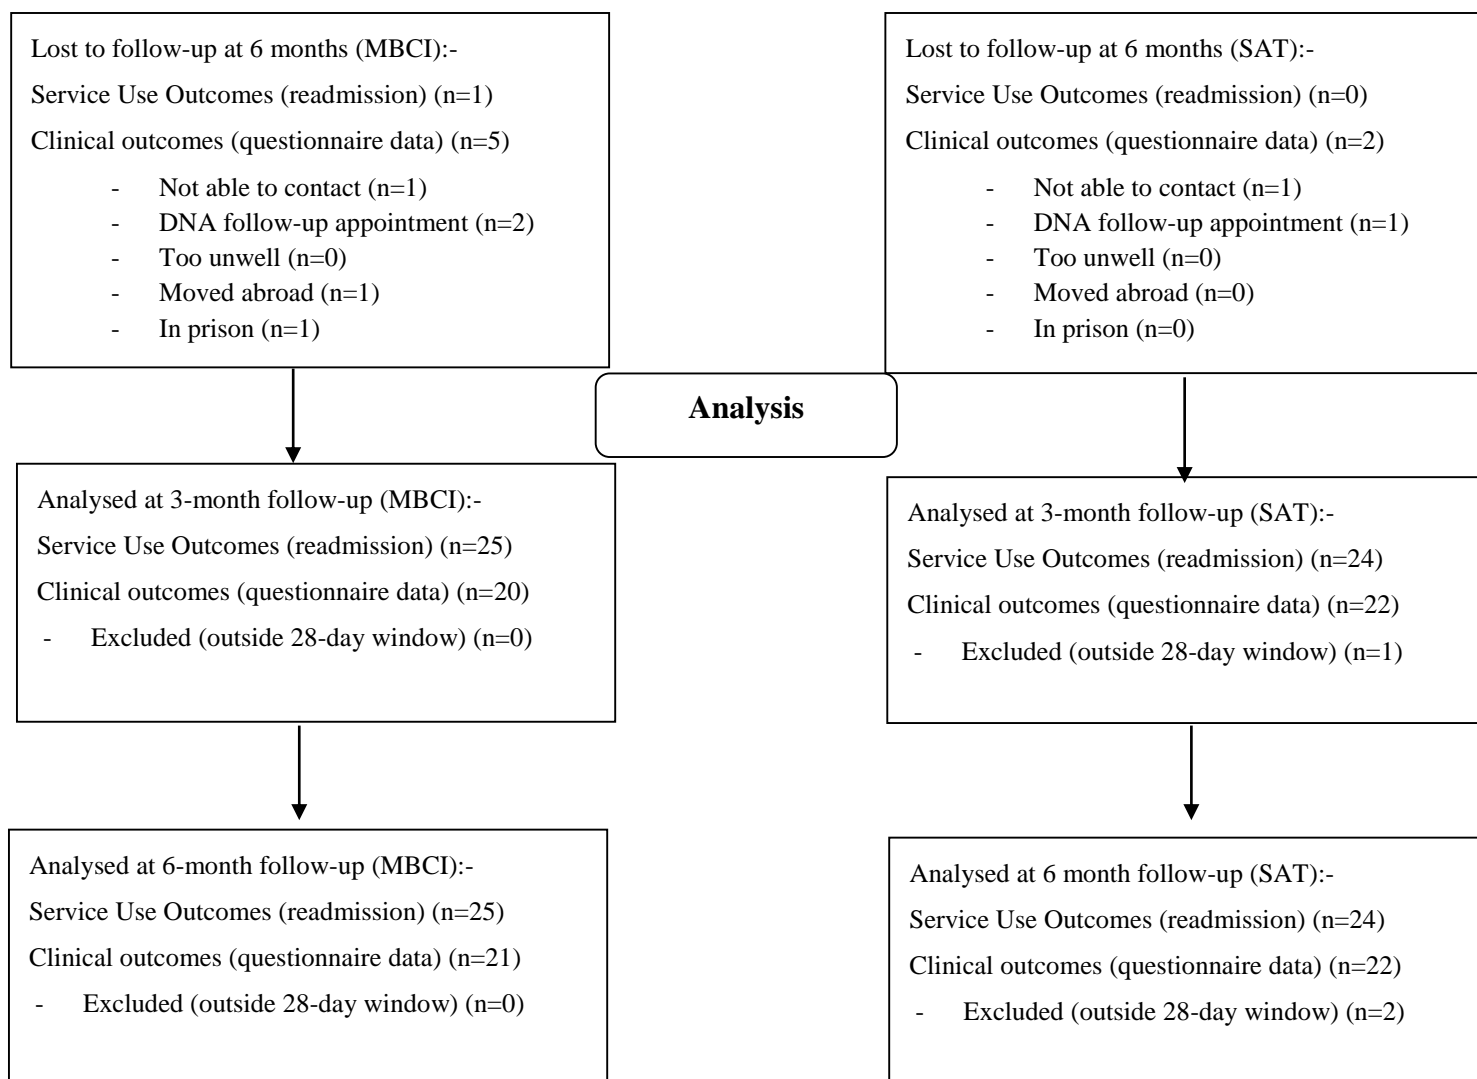 Lost to follow-up at 6 months (MBCI):-
Service Use Outcomes (readmission) (n=1)
Clinical outcomes (questionnaire data) (n=5)
- Not able to contact (n=1)
- DNA follow-up appointment (n=2)
- Too unwell (n=0)
- Moved abroad (n=1)
- In prison (n=1)
Lost to follow-up at 6 months (SAT):-
Service Use Outcomes (readmission) (n=0)
Clinical outcomes (questionnaire data) (n=2)
- Not able to contact (n=1)
- DNA follow-up appointment (n=1)
- Too unwell (n=0)
- Moved abroad (n=0)
- In prison (n=0)
Analysis
Analysed at 3-month follow-up (MBCI):-
Service Use Outcomes (readmission) (n=25)
Clinical outcomes (questionnaire data) (n=20)
- Excluded (outside 28-day window) (n=0)
Analysed at 3-month follow-up (SAT):-
Service Use Outcomes (readmission) (n=24)
Clinical outcomes (questionnaire data) (n=22)
- Excluded (outside 28-day window) (n=1)
Analysed at 6-month follow-up (MBCI):-
Service Use Outcomes (readmission) (n=25)
Clinical outcomes (questionnaire data) (n=21)
- Excluded (outside 28-day window) (n=0)
Analysed at 6 month follow-up (SAT):-
Service Use Outcomes (readmission) (n=24)
Clinical outcomes (questionnaire data) (n=22)
- Excluded (outside 28-day window) (n=2)